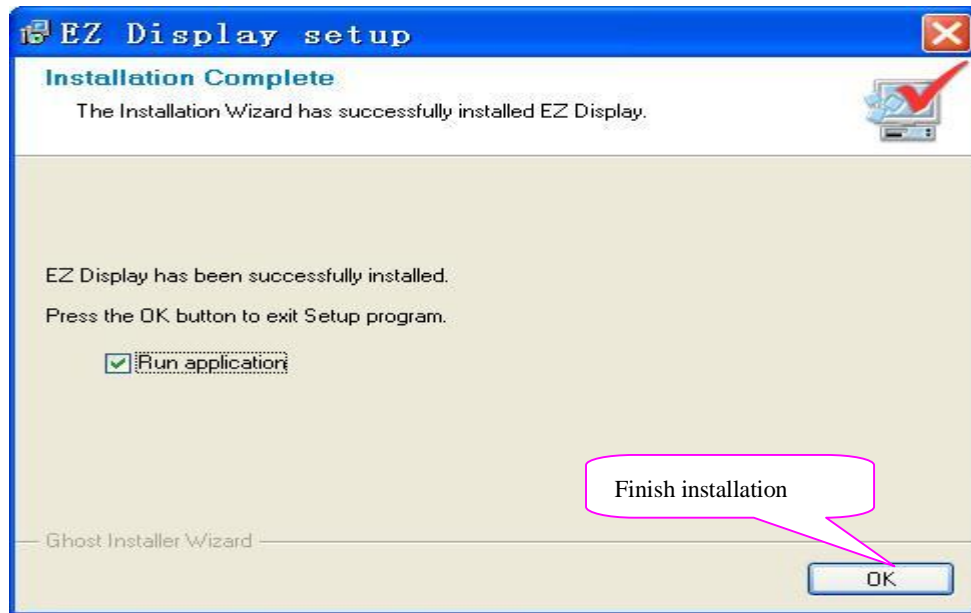 EZ Display setup
Installation Complete
The Installation Wizard has successfully installed EZ Display.
EZ Display has been successfully installed.
Press the OK button to exit Setup program.
Run application
Finish installation
Ghost Installer Wizard
OK